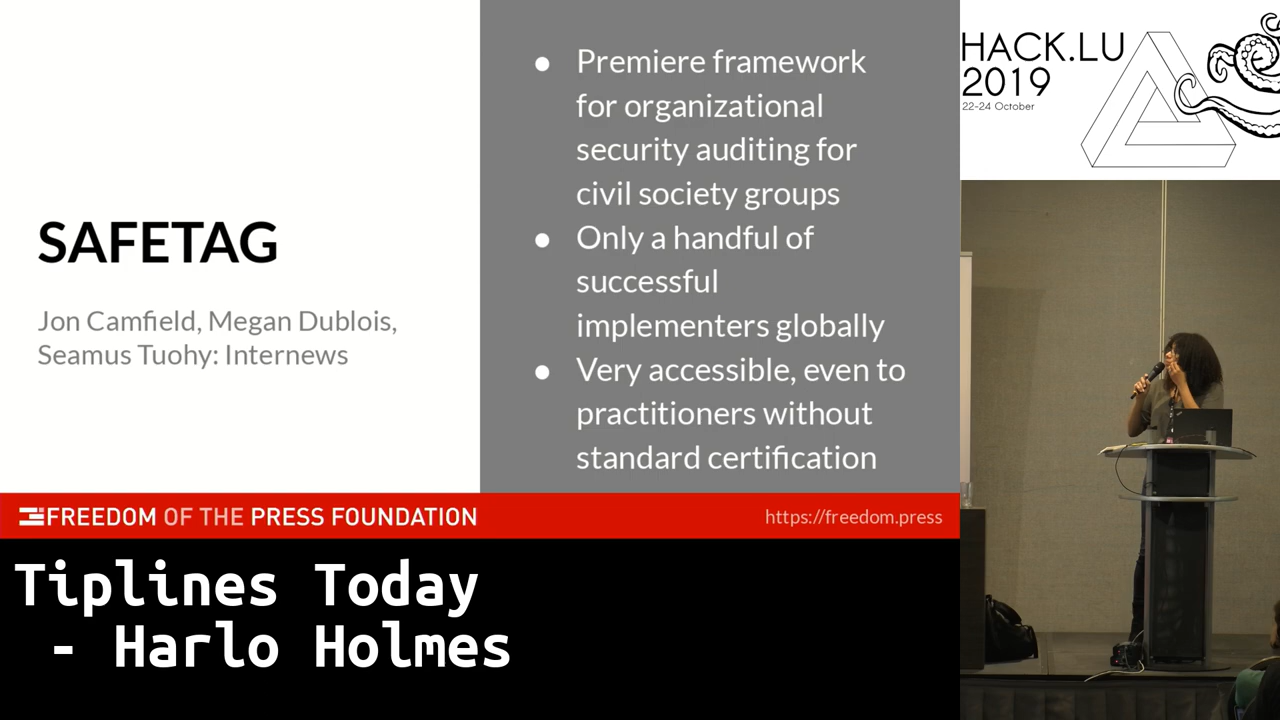 SAFETAG
Jon Camfield, Megan Dublois,
Seamus Tuohy: Internews
● Premiere framework
for organizational
security auditing for
civil society groups
● Only a handful of
successful
implementers globally
● Very accessible, even to
practitioners without
standard certification
FREEDOM OF THE PRESS FOUNDATION
https://freedom.press
Tiplines Today
- Harlo Holmes
HACK.LU
2019
22-24 October